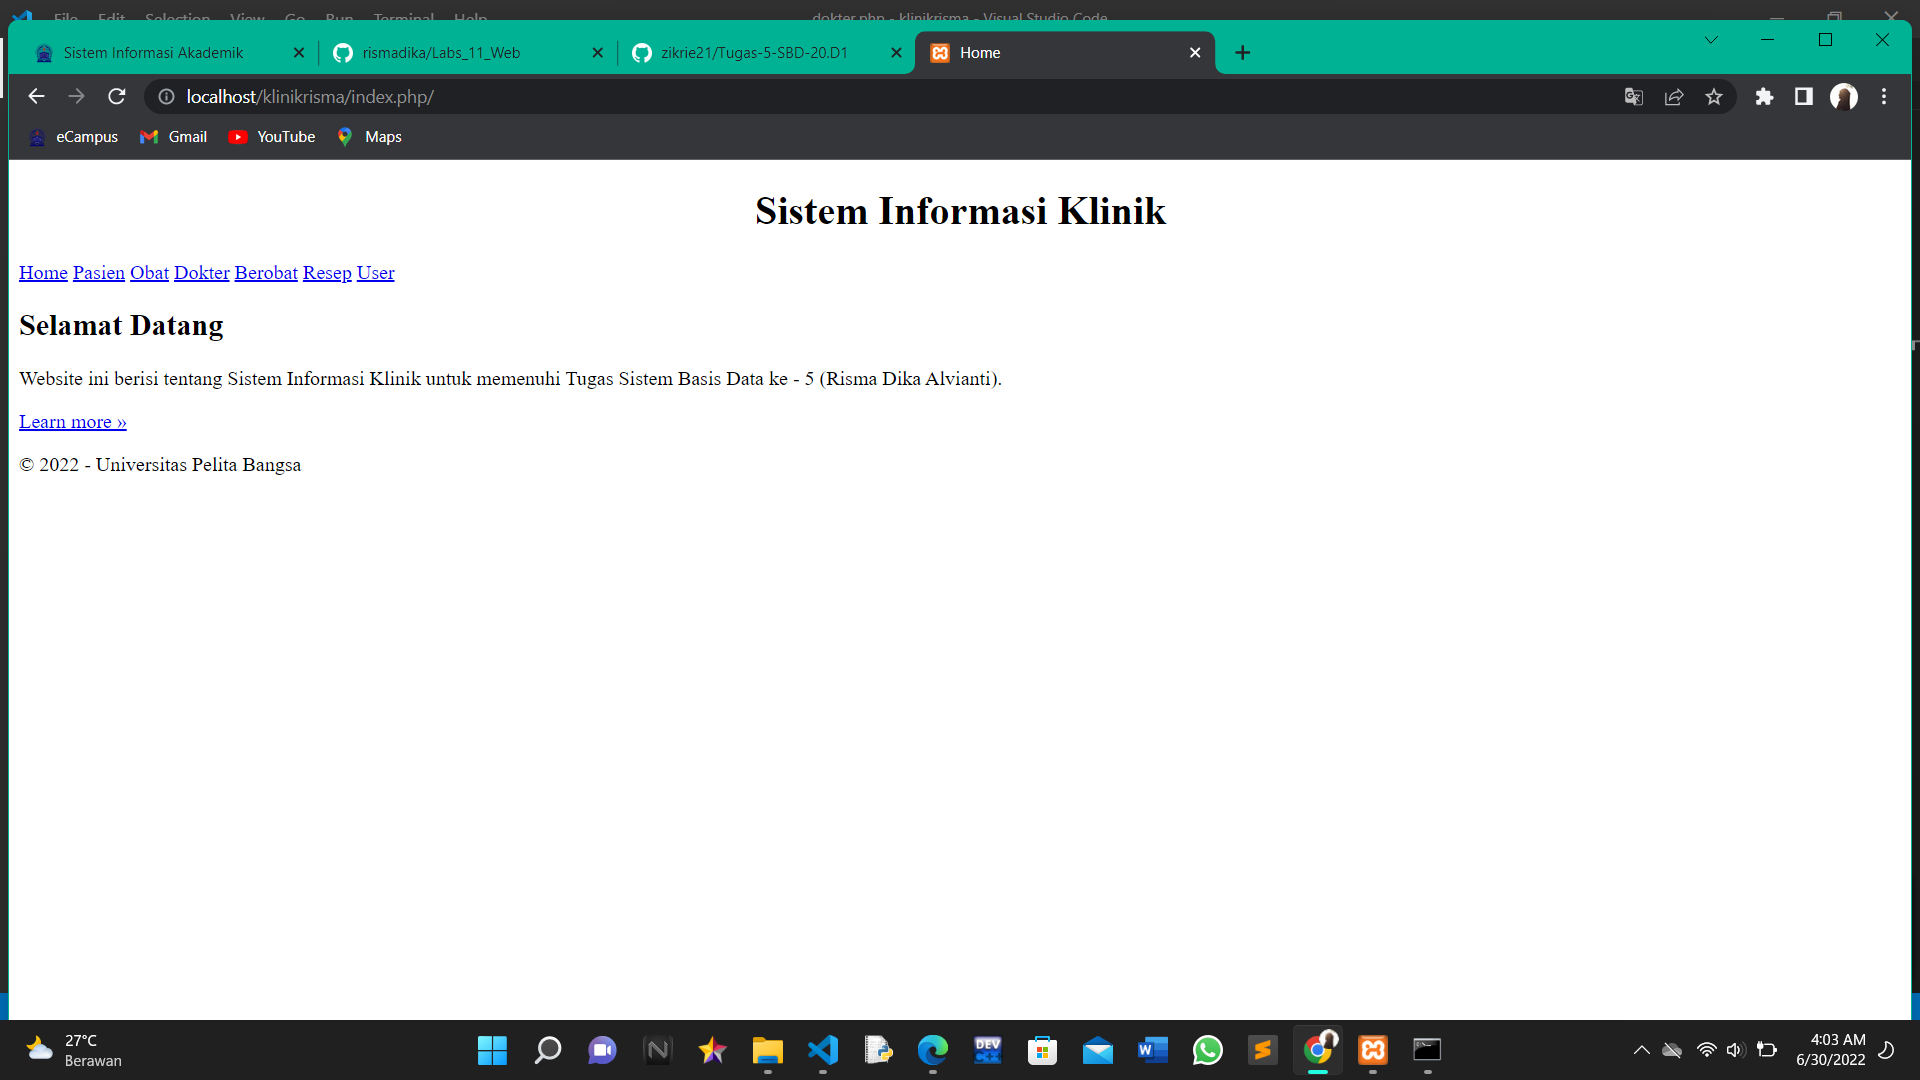 File Edit Selection View Go Run Terminal Help dokter.php - klinikrisma - Visual Studio Code
Sistem Informasi Akademik
rismadika/Labs_11_Web
zikrie21/Tugas-5-SBD-20.D1
Home
localhost/klinikrisma/index.php/
eCampus Gmail YouTube Maps
Sistem Informasi Klinik
Home Pasien Obat Dokter Berobat Resep User
Selamat Datang
Website ini berisi tentang Sistem Informasi Klinik untuk memenuhi Tugas Sistem Basis Data ke - 5 (Risma Dika Alvianti).
Learn more »
© 2022 - Universitas Pelita Bangsa
27°C
Berawan
DEV
4:03 AM
6/30/2022